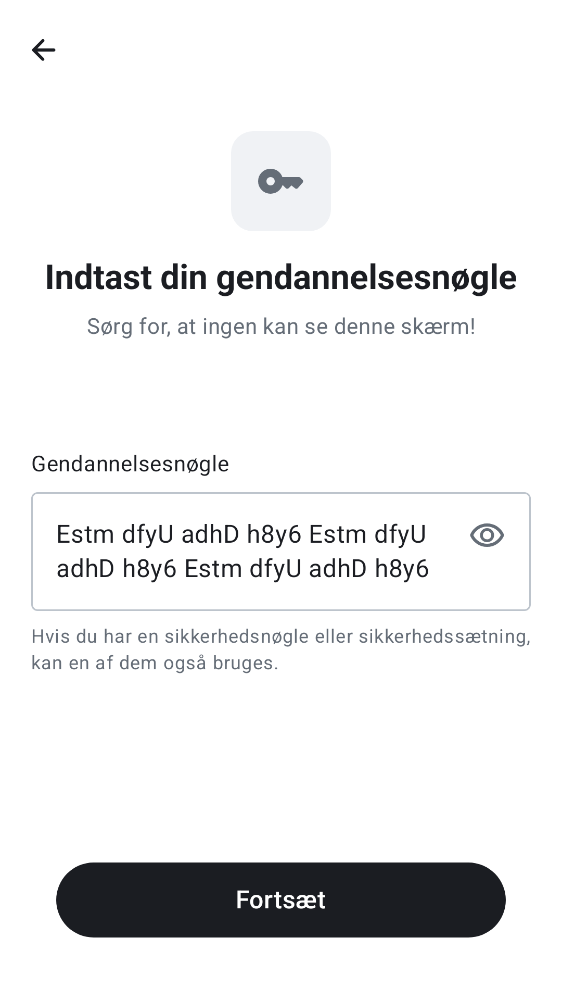 Indtast din gendannelsesnøgle
Sørg for, at ingen kan se denne skærm!
Gendannelsesnøgle
Estm dfyU adhD h8y6 Estm dfyU
adhD h8y6 Estm dfyU adhD h8y6
Hvis du har en sikkerhedsnøgle eller sikkerhedssætning,
kan en af dem også bruges.
Fortsæt